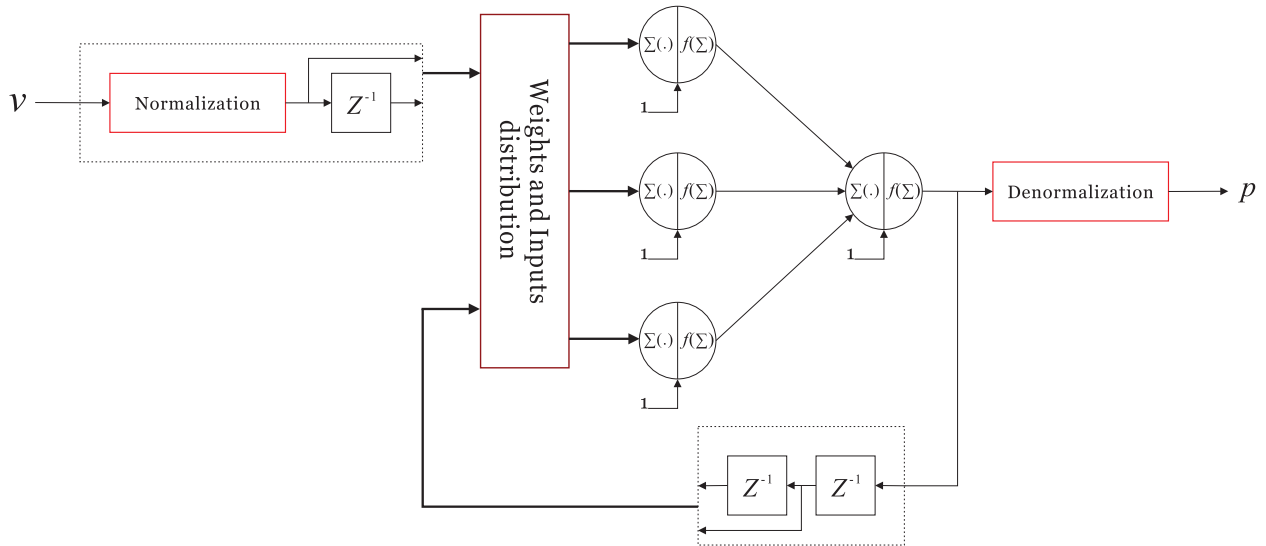 v
Normalization
Z⁻¹
Weights and Inputs
distribution
Σ(.) f(Σ)
1
Σ(.) f(Σ)
1
Σ(.) f(Σ)
1
Σ(.) f(Σ)
1
Denormalization
p
Z⁻¹
Z⁻¹